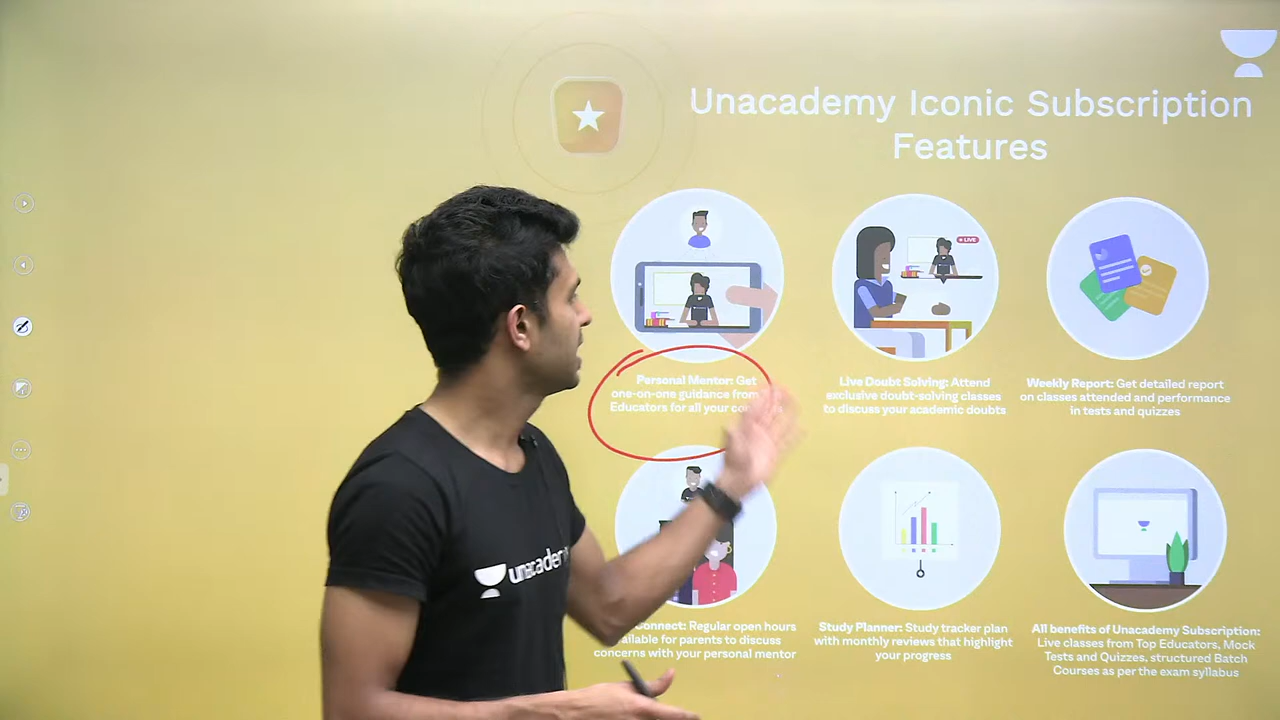 Unacademy Iconic Subscription
Features
LIVE
Personal Mentor: Get
one-on-one guidance from
Educators for all your
Live Doubt Solving: Attend
exclusive doubt-solving classes
to discuss your academic doubts
Weekly Report: Get detailed report
on classes attended and performance
in tests and quizzes
unacademy
Connect: Regular open hours
available for parents to discuss
concerns with your personal mentor
Study Planner: Study tracker plan
with monthly reviews that highlight
your progress
All benefits of Unacademy Subscription:
Live classes from Top Educators, Mock
Tests and Quizzes, structured Batch
Courses as per the exam syllabus